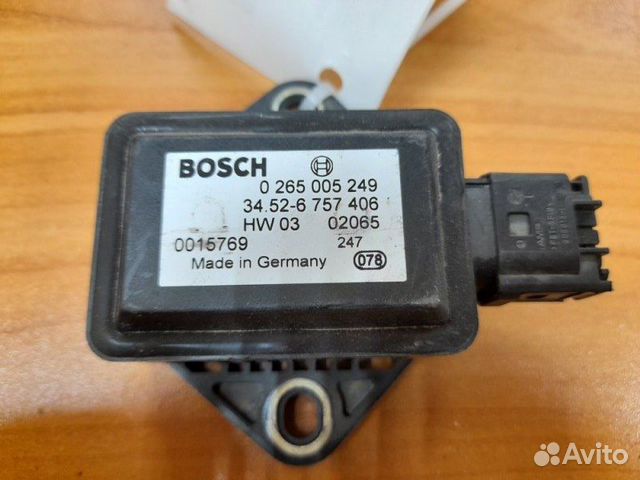 BOSCH
0 265 005 249
34.52-6 757 406
HW 03 02065
0015769 247
Made in Germany 078
Avito